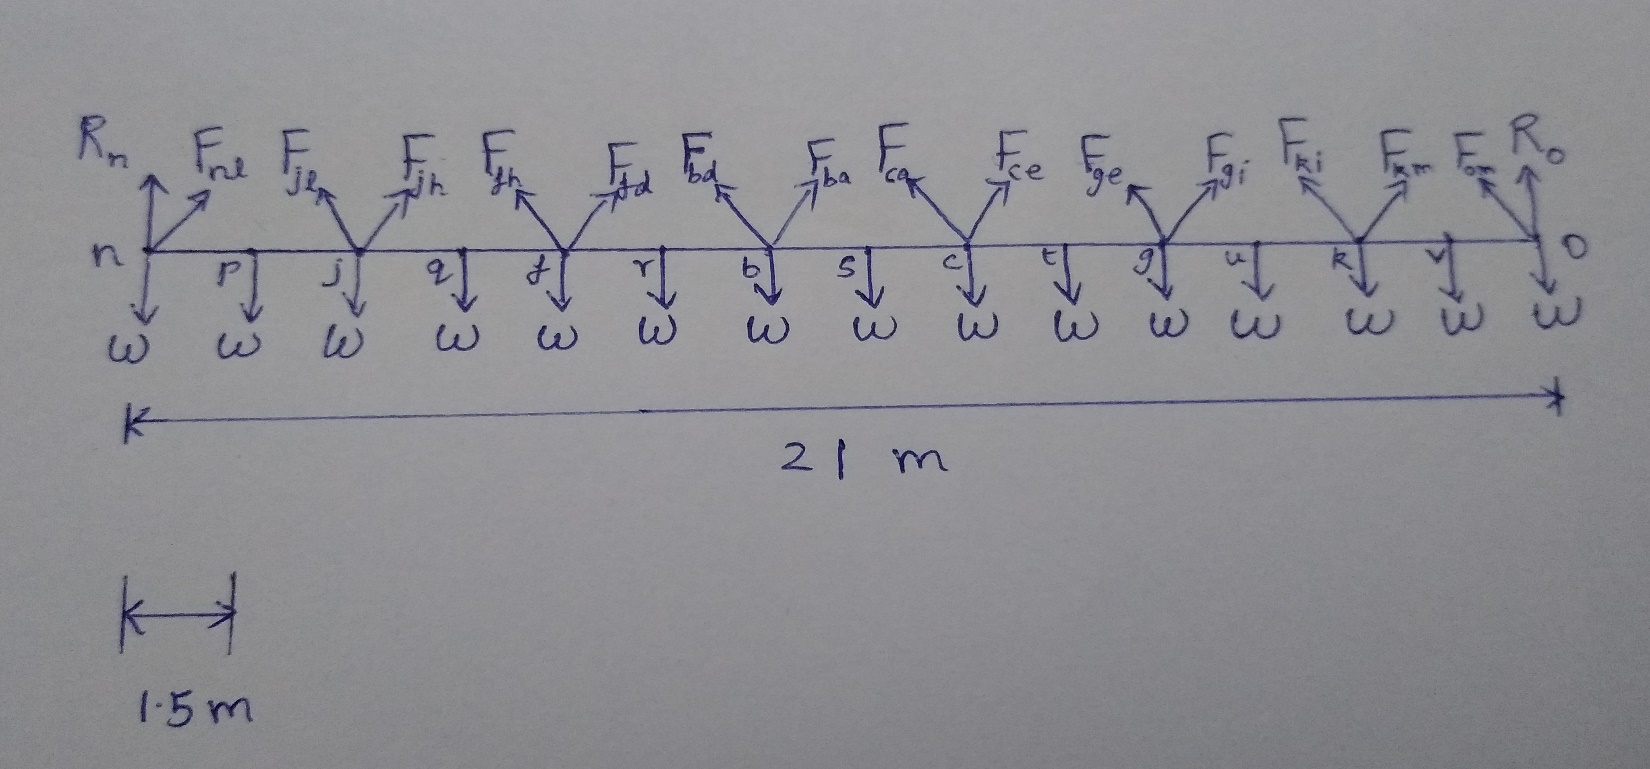 Rn Fnl Fjl Fjh Ffh Ffd Fbd Fba Fca Fce Fge Fgi Fki Fkm Fom Ro
n p j q f r b s c t g u k v o
ω ω ω ω ω ω ω ω ω ω ω ω ω ω ω
21 m
1.5 m